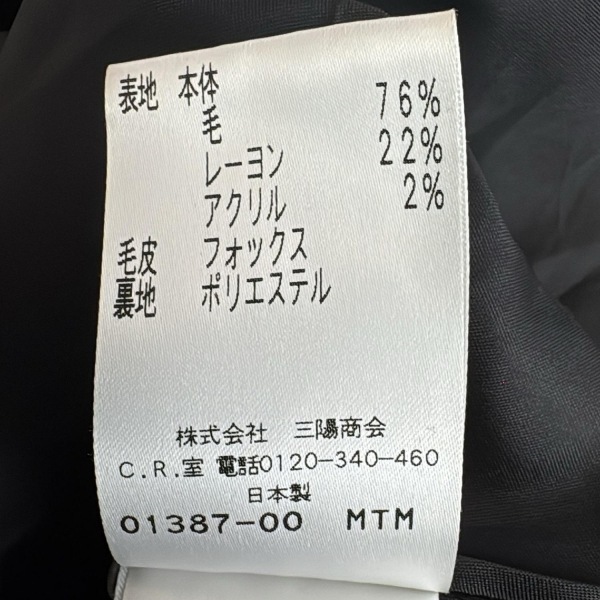 表地 本体
毛 76%
レーヨン 22%
アクリル 2%
毛皮 フォックス
裏地 ポリエステル
株式会社 三陽商会
C.R.室 電話0120-340-460
日本製
01387-00 MTM